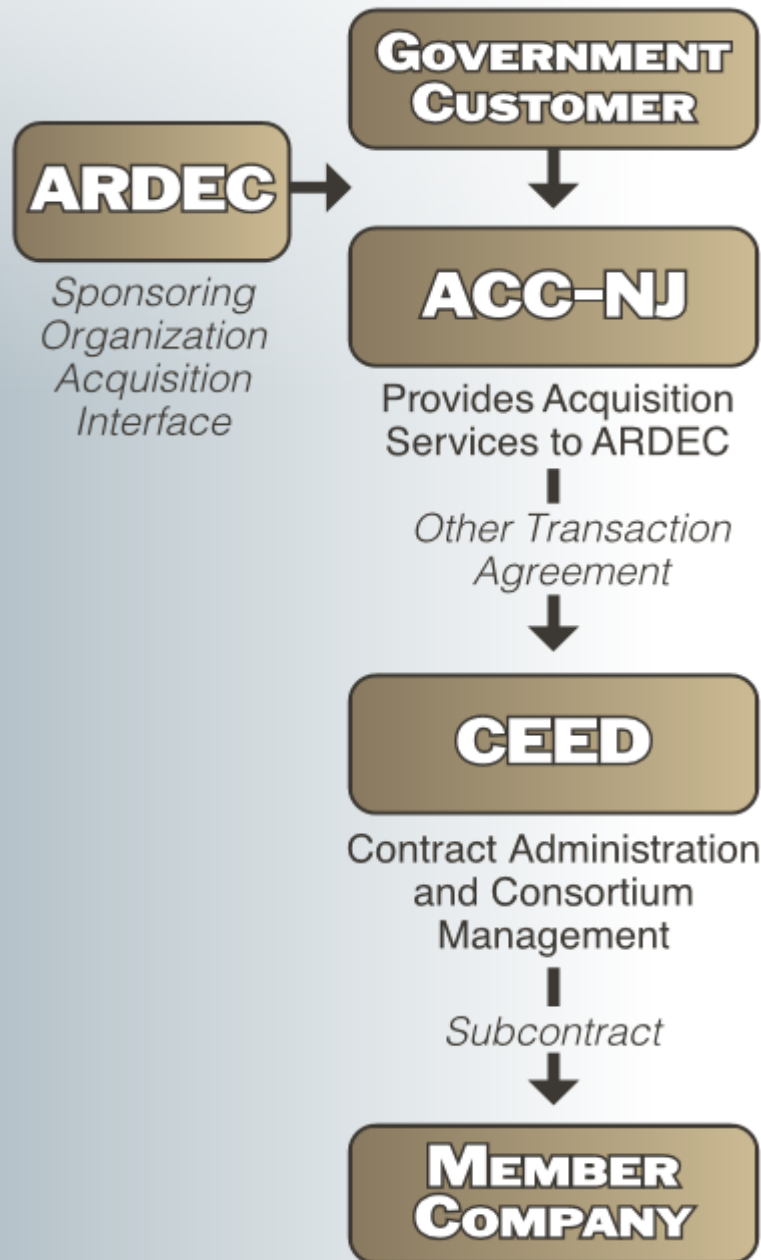 GOVERNMENT
CUSTOMER
ARDEC
Sponsoring
Organization
Acquisition
Interface
ACC-NJ
Provides Acquisition
Services to ARDEC
Other Transaction
Agreement
CEED
Contract Administration
and Consortium
Management
Subcontract
MEMBER
COMPANY